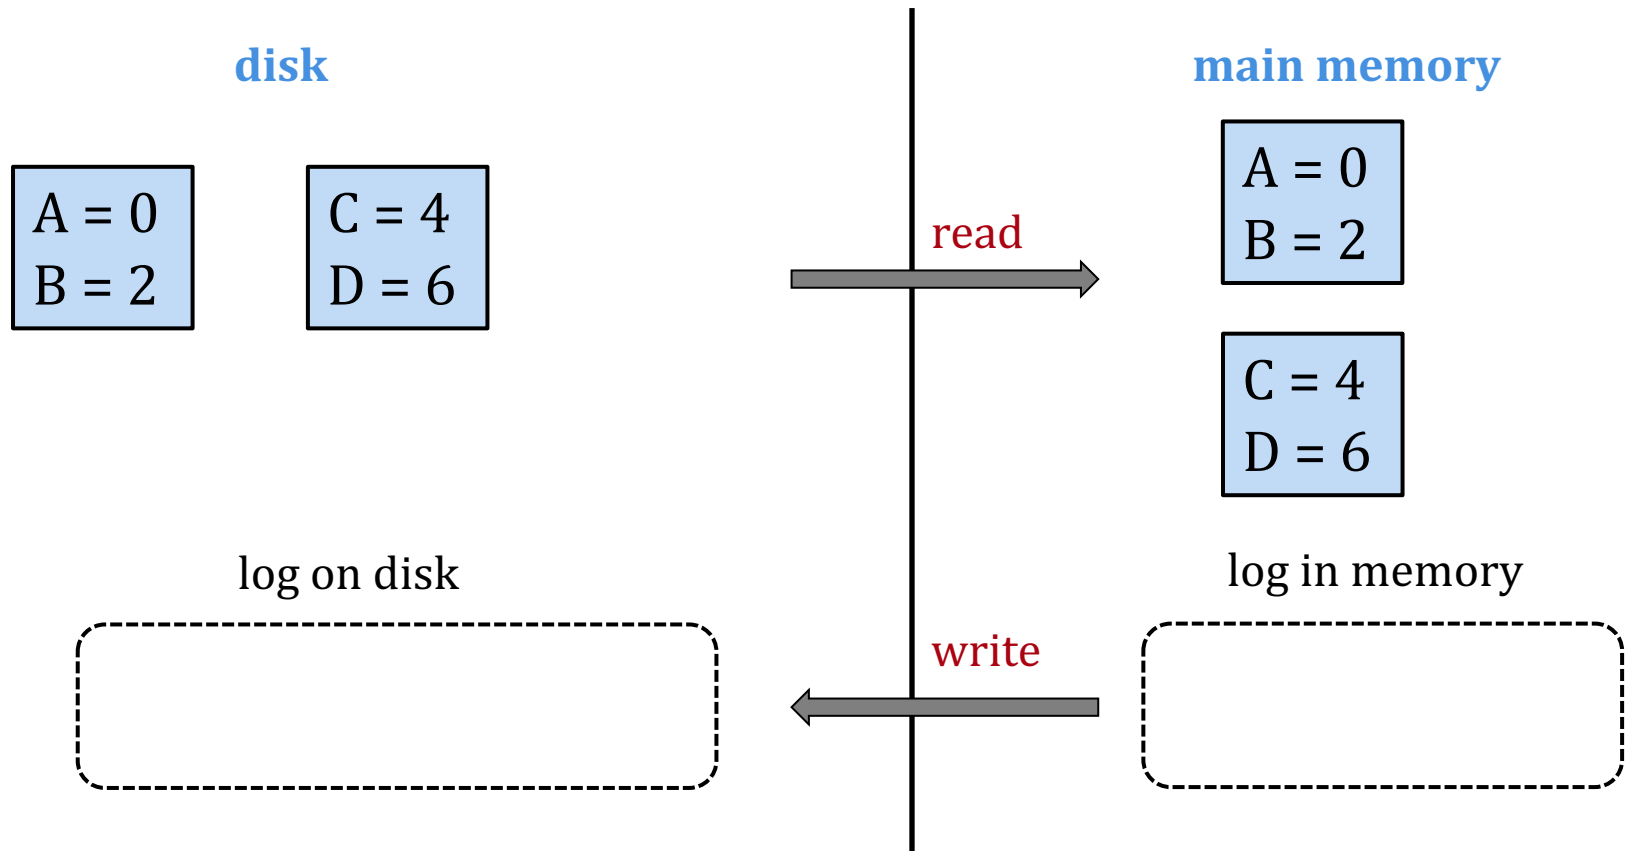 disk
A = 0
B = 2
C = 4
D = 6
log on disk
read
write
main memory
A = 0
B = 2
C = 4
D = 6
log in memory